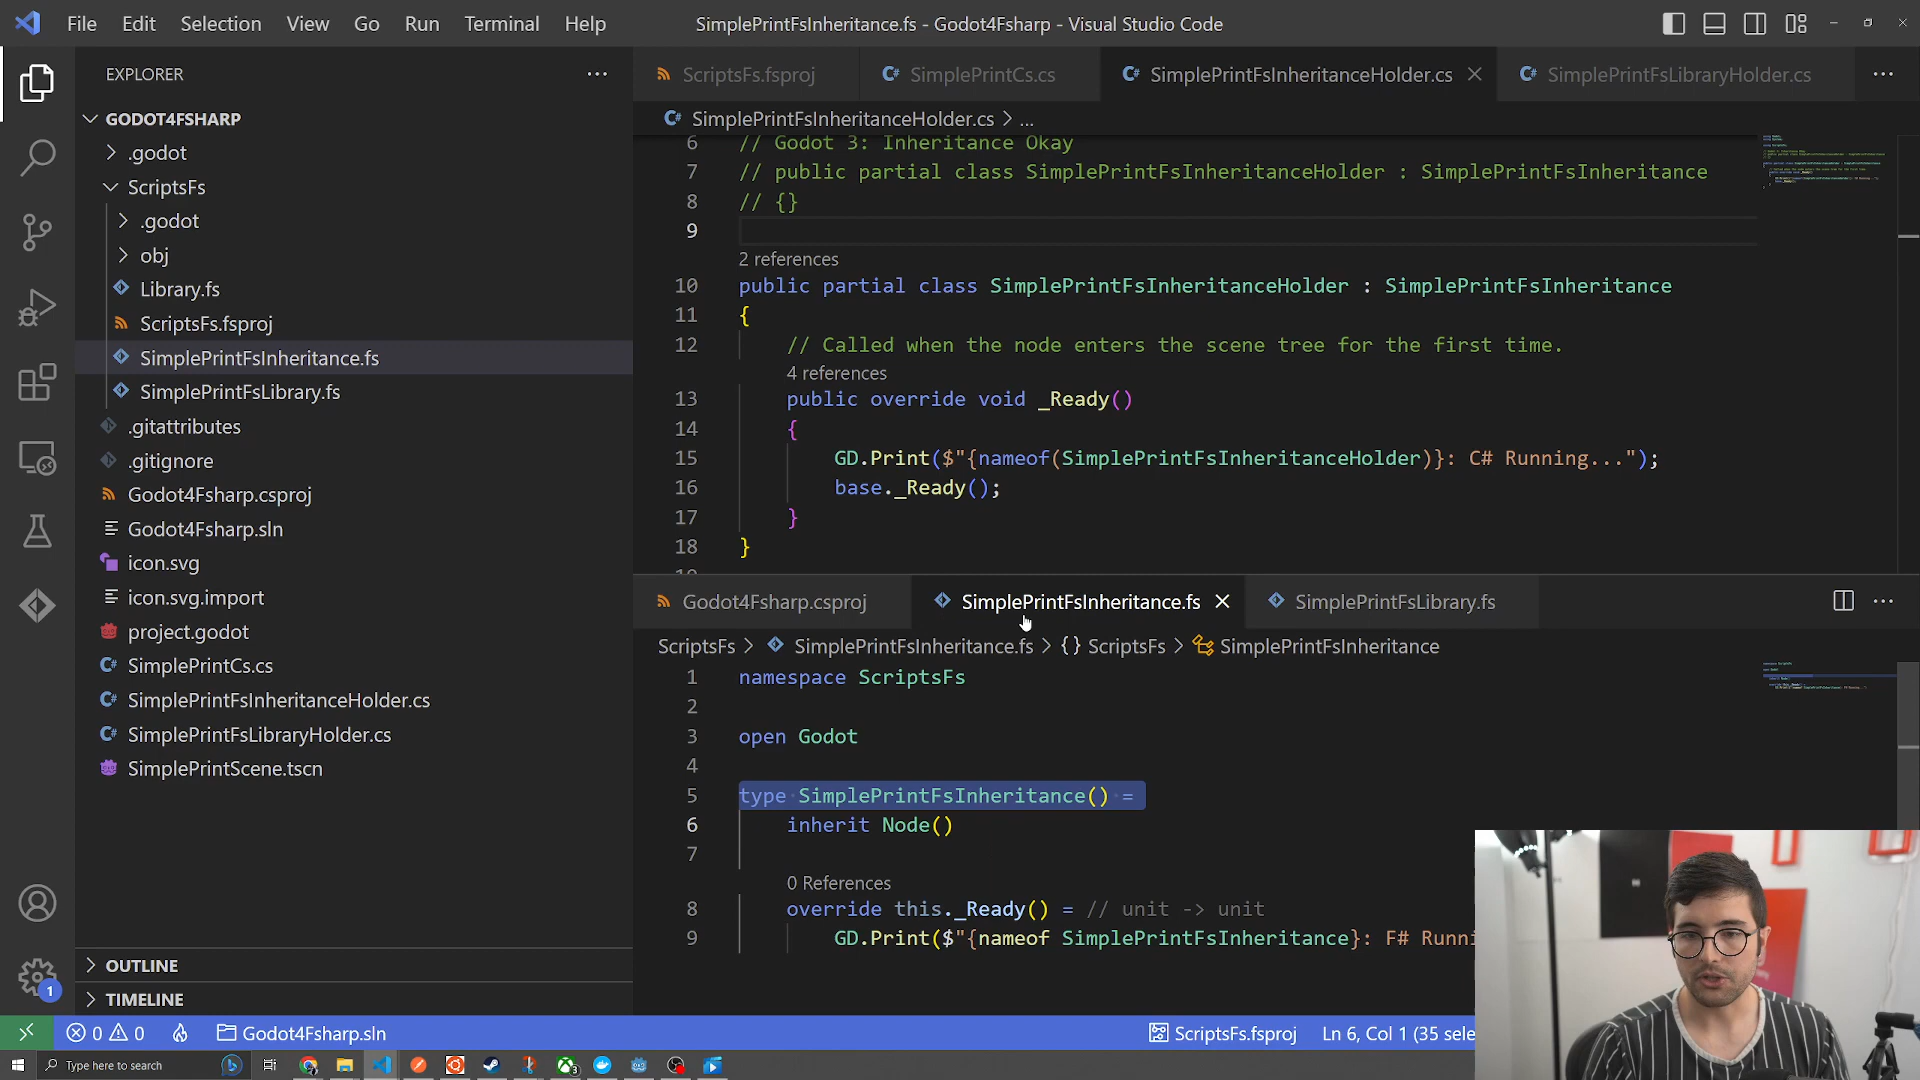 File Edit Selection View Go Run Terminal Help SimplePrintFsInheritance.fs - Godot4Fsharp - Visual Studio Code
EXPLORER
GODOT4FSHARP
.godot
ScriptsFs
.godot
obj
Library.fs
ScriptsFs.fsproj
SimplePrintFsInheritance.fs
SimplePrintFsLibrary.fs
.gitattributes
.gitignore
Godot4Fsharp.csproj
Godot4Fsharp.sln
icon.svg
icon.svg.import
project.godot
SimplePrintCs.cs
SimplePrintFsInheritanceHolder.cs
SimplePrintFsLibraryHolder.cs
SimplePrintScene.tscn
OUTLINE
TIMELINE
ScriptsFs.fsproj SimplePrintCs.cs SimplePrintFsInheritanceHolder.cs SimplePrintFsLibraryHolder.cs
SimplePrintFsInheritanceHolder.cs > ...
6 // Godot 3: Inheritance Okay
7 // public partial class SimplePrintFsInheritanceHolder : SimplePrintFsInheritance
8 // {}
9
2 references
10 public partial class SimplePrintFsInheritanceHolder : SimplePrintFsInheritance
11 {
12 // Called when the node enters the scene tree for the first time.
4 references
13 public override void _Ready()
14 {
15 GD.Print($"{nameof(SimplePrintFsInheritanceHolder)}: C# Running...");
16 base._Ready();
17 }
18 }
Godot4Fsharp.csproj SimplePrintFsInheritance.fs SimplePrintFsLibrary.fs
ScriptsFs > SimplePrintFsInheritance.fs > {} ScriptsFs > SimplePrintFsInheritance
1 namespace ScriptsFs
2
3 open Godot
4
5 type SimplePrintFsInheritance() =
6 inherit Node()
7
0 References
8 override this._Ready() = // unit -> unit
9 GD.Print($"{nameof SimplePrintFsInheritance}: F# Runni
1
0 0 Godot4Fsharp.sln ScriptsFs.fsproj Ln 6, Col 1 (35 sele
Type here to search